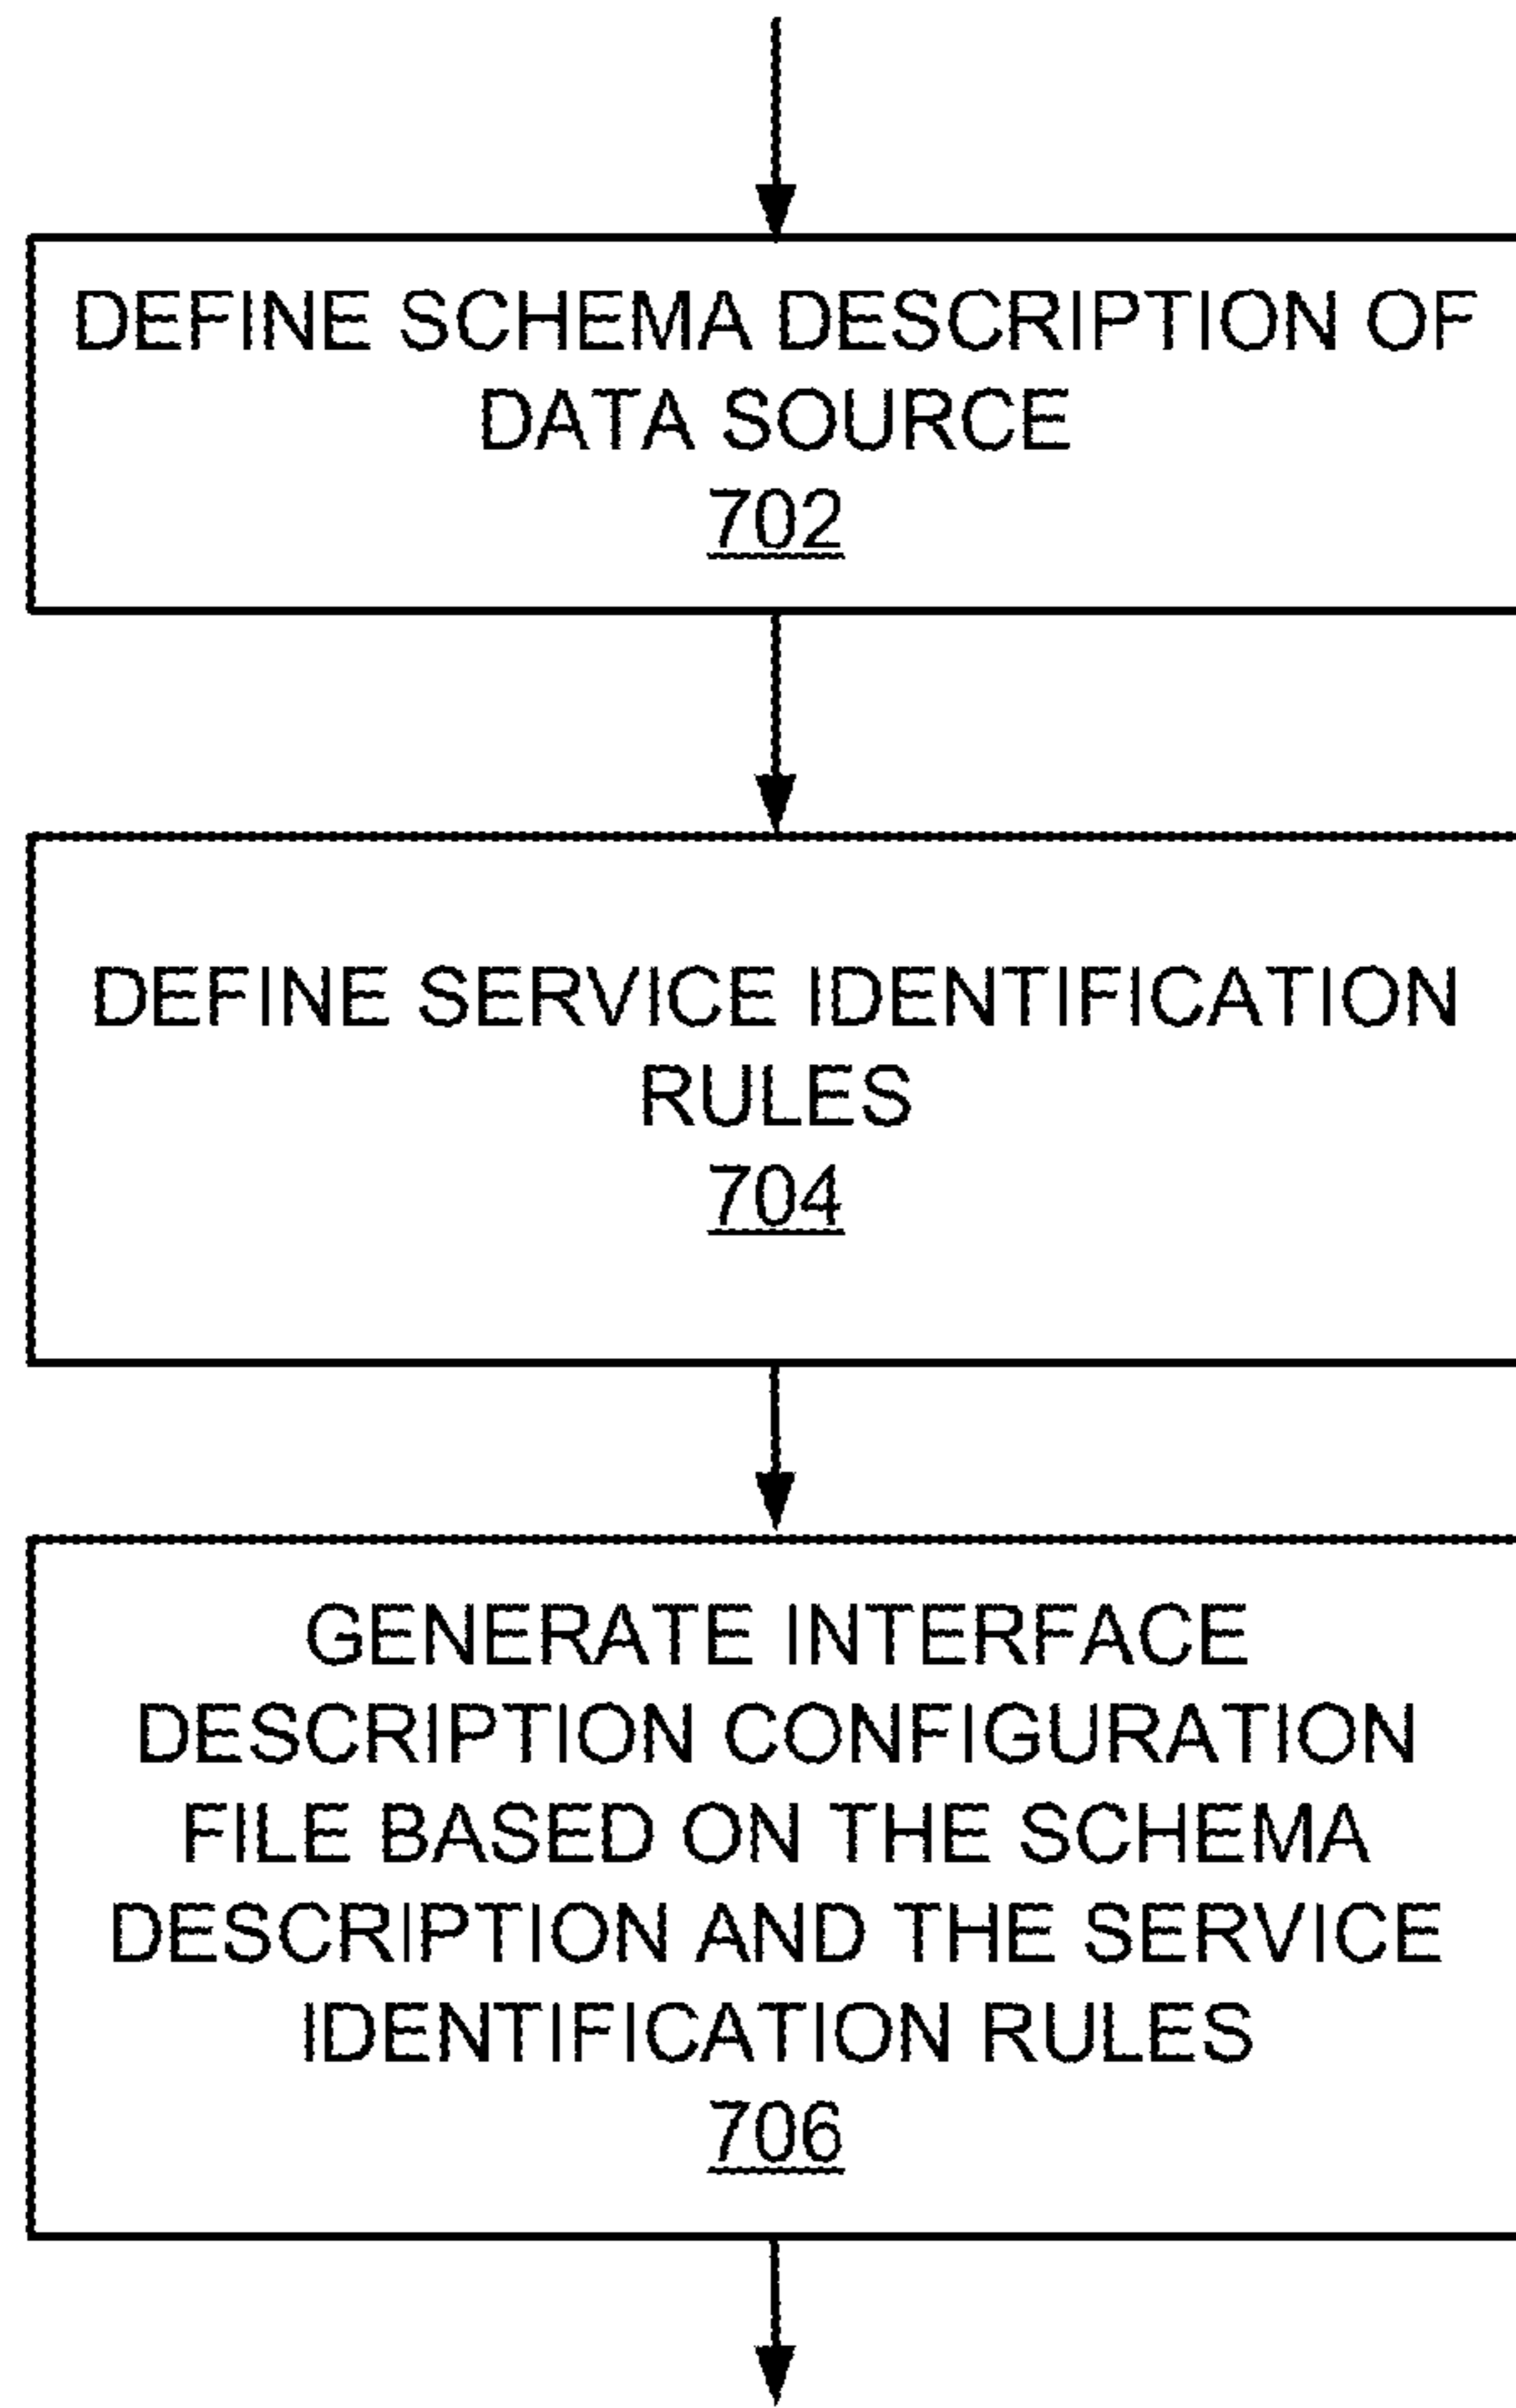 DEFINE SCHEMA DESCRIPTION OF
DATA SOURCE
702
DEFINE SERVICE IDENTIFICATION
RULES
704
GENERATE INTERFACE
DESCRIPTION CONFIGURATION
FILE BASED ON THE SCHEMA
DESCRIPTION AND THE SERVICE
IDENTIFICATION RULES
706